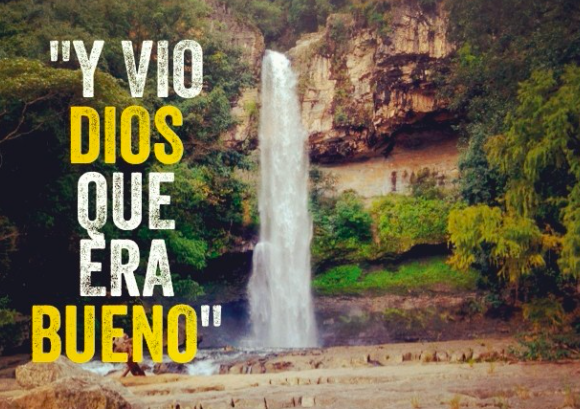 "Y VIO
DIOS
QUE
ERA
BUENO"